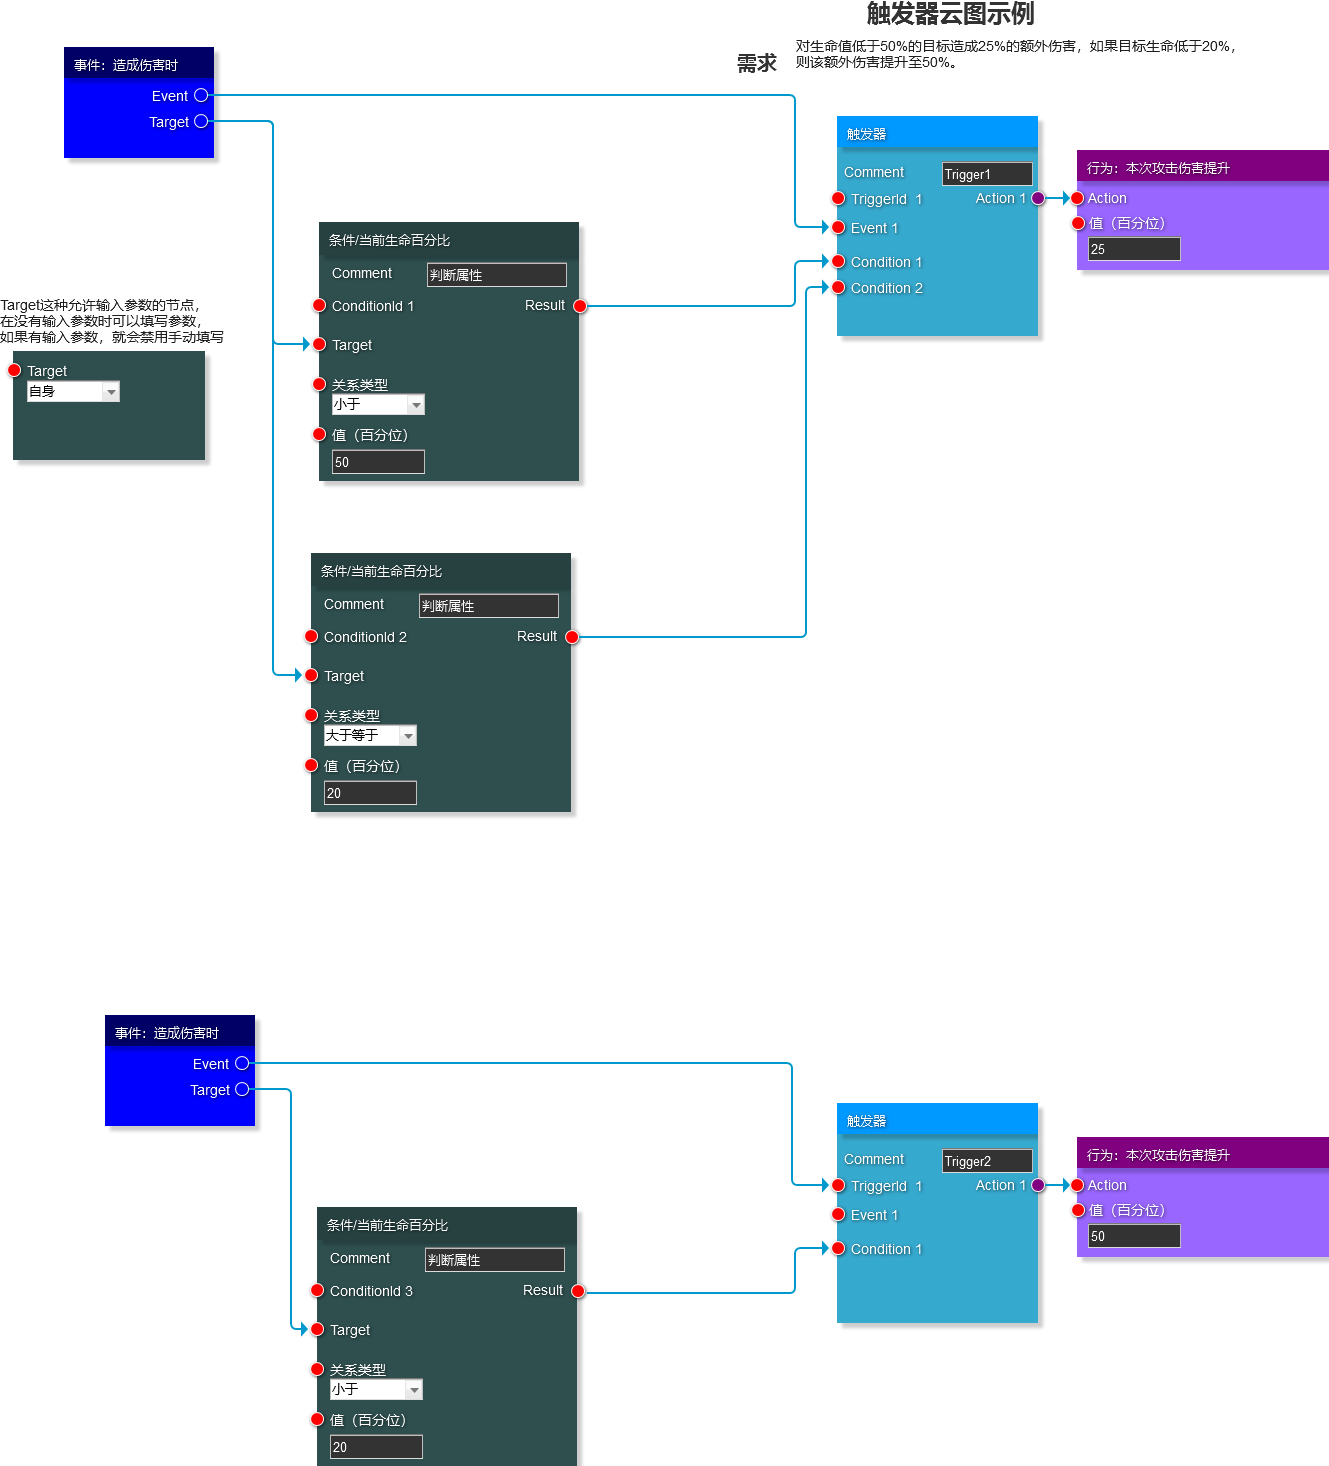 触发器云图示例
需求
对生命值低于50%的目标造成25%的额外伤害，如果目标生命低于20%，
则该额外伤害提升至50%。
事件：造成伤害时
Event
Target
触发器
Comment
Trigger1
TriggerId 1
Action 1
Event 1
Condition 1
Condition 2
行为：本次攻击伤害提升
Action
值（百分位）
25
条件/当前生命百分比
Comment
判断属性
ConditionId 1
Result
Target
关系类型
小于
值（百分位）
50
Target这种允许输入参数的节点，
在没有输入参数时可以填写参数，
如果有输入参数，就会禁用手动填写
Target
自身
条件/当前生命百分比
Comment
判断属性
ConditionId 2
Result
Target
关系类型
大于等于
值（百分位）
20
事件：造成伤害时
Event
Target
触发器
Comment
Trigger2
TriggerId 1
Action 1
Event 1
Condition 1
行为：本次攻击伤害提升
Action
值（百分位）
50
条件/当前生命百分比
Comment
判断属性
ConditionId 3
Result
Target
关系类型
小于
值（百分位）
20